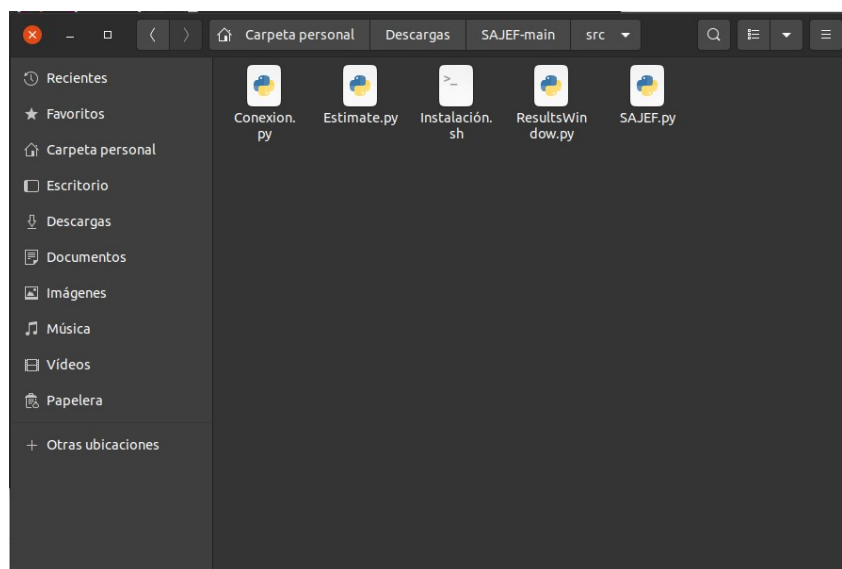 Carpeta personal Descargas SAJEF-main src
Recientes
Favoritos
Carpeta personal
Escritorio
Descargas
Documentos
Imágenes
Música
Vídeos
Papelera
Otras ubicaciones
Conexion.
py
Estimate.py
>_
Instalación.
sh
ResultsWin
dow.py
SAJEF.py